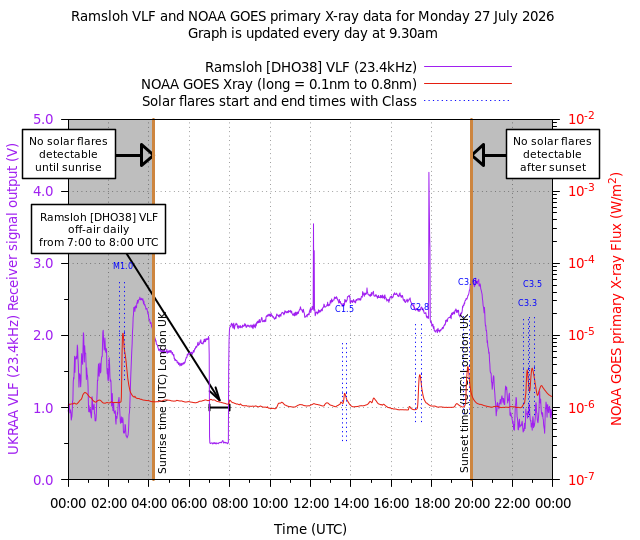 Ramsloh VLF and NOAA GOES primary X-ray data for Monday 27 July 2026
Graph is updated every day at 9.30am
Ramsloh [DHO38] VLF (23.4kHz)
NOAA GOES Xray (long = 0.1nm to 0.8nm)
Solar flares start and end times with Class
5.0
4.0
3.0
2.0
1.0
0.0
UKRAA VLF (23.4kHz) Receiver signal output (V)
10-2
10-3
10-4
10-5
10-6
10-7
NOAA GOES primary X-ray Flux (W/m2)
No solar flares
detectable
until sunrise
No solar flares
detectable
after sunset
Ramsloh [DHO38] VLF
off-air daily
from 7:00 to 8:00 UTC
M1.0
C1.5
C2.8
C3.6
C3.5
C3.3
Sunrise time (UTC) London UK
Sunset time (UTC) London UK
00:00 02:00 04:00 06:00 08:00 10:00 12:00 14:00 16:00 18:00 20:00 22:00 00:00
Time (UTC)